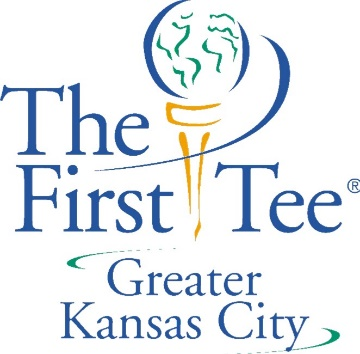 The
First Tee®
Greater
Kansas City